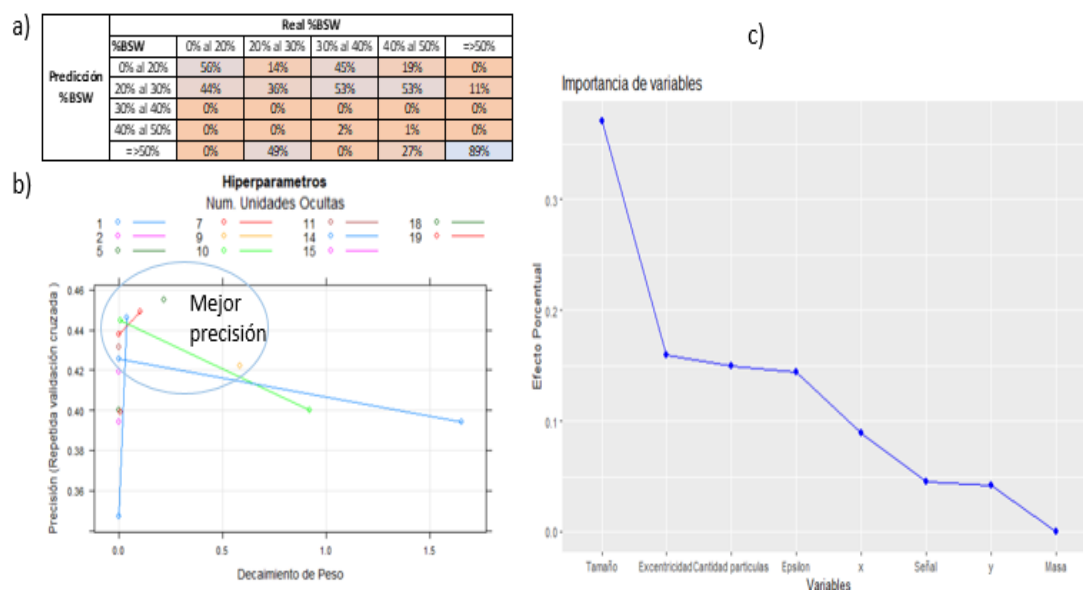 a)
Real %BSW
%BSW 0% al 20% 20% al 30% 30% al 40% 40% al 50% =>50%
Predicción %BSW
0% al 20% 56% 14% 45% 19% 0%
20% al 30% 44% 36% 53% 53% 11%
30% al 40% 0% 0% 0% 0% 0%
40% al 50% 0% 0% 2% 1% 0%
=>50% 0% 49% 0% 27% 89%
b)
Hiperparametros
Num. Unidades Ocultas
1 7 11 18
2 9 14 19
5 10 15
Mejor
precisión
0.46
0.44
0.42
0.40
0.38
0.36
Precisión (Repetida validación cruzada )
0.0 0.5 1.0 1.5
Decaimiento de Peso
c)
Importancia de variables
Efecto Porcentual
0.3
0.2
0.1
0.0
Tamaño Excentricidad Cantidad particulas Epsilon x Señal y Masa
Variables